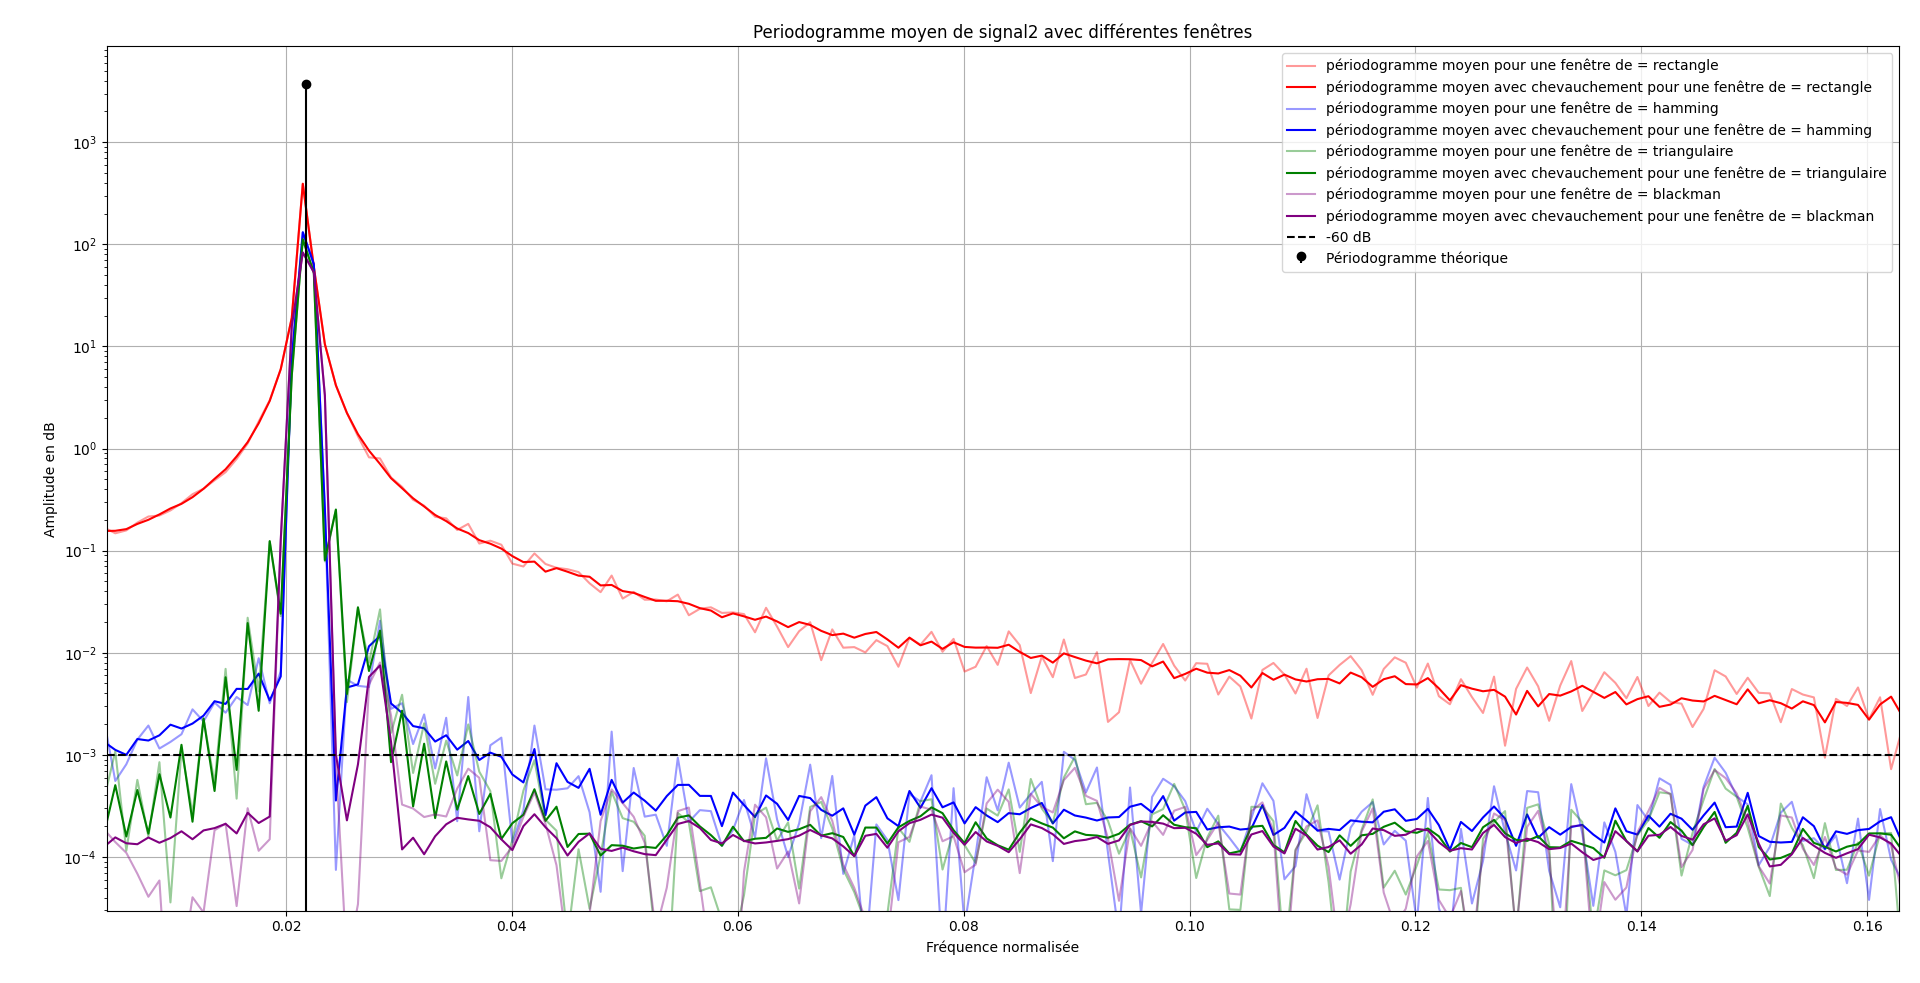 Periodogramme moyen de signal2 avec différentes fenêtres
périodogramme moyen pour une fenêtre de = rectangle
périodogramme moyen avec chevauchement pour une fenêtre de = rectangle
périodogramme moyen pour une fenêtre de = hamming
périodogramme moyen avec chevauchement pour une fenêtre de = hamming
périodogramme moyen pour une fenêtre de = triangulaire
périodogramme moyen avec chevauchement pour une fenêtre de = triangulaire
périodogramme moyen pour une fenêtre de = blackman
périodogramme moyen avec chevauchement pour une fenêtre de = blackman
-60 dB
Périodogramme théorique
Amplitude en dB
10³
10²
10¹
10⁰
10⁻¹
10⁻²
10⁻³
10⁻⁴
0.02 0.04 0.06 0.08 0.10 0.12 0.14 0.16
Fréquence normalisée